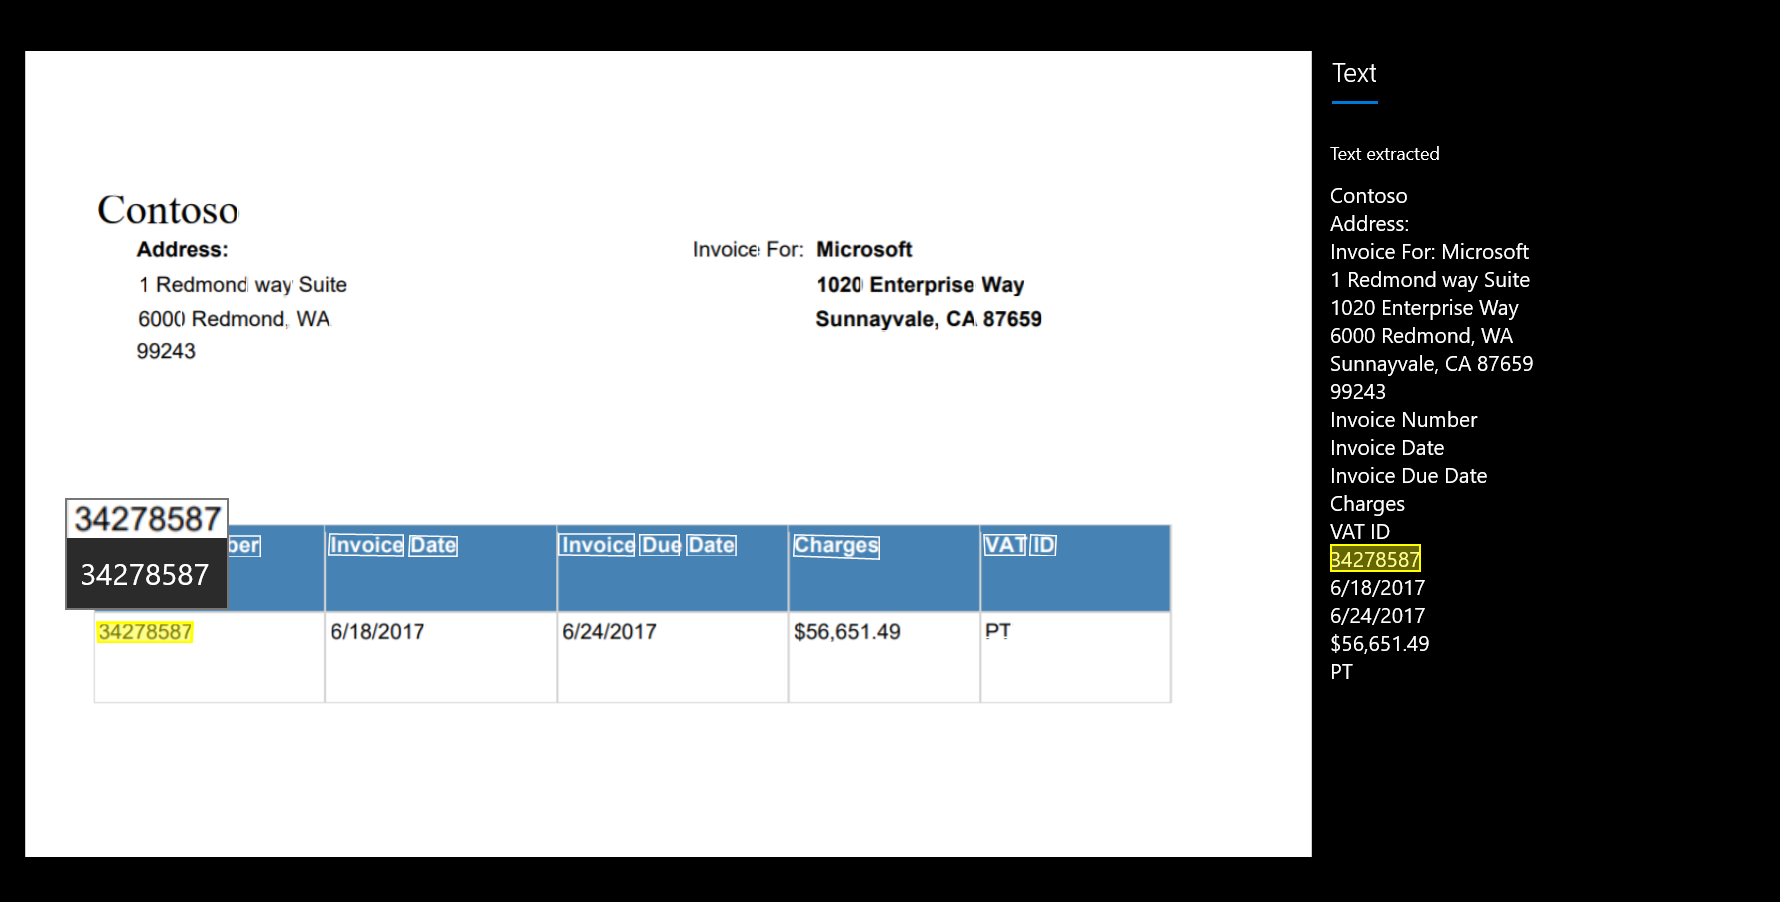 Contoso
Address:
1 Redmond way Suite
6000 Redmond, WA
99243
Invoice For: Microsoft
1020 Enterprise Way
Sunnayvale, CA 87659
34278587
34278587
ber Invoice Date Invoice Due Date Charges VAT ID
34278587 6/18/2017 6/24/2017 $56,651.49 PT
Text
Text extracted
Contoso
Address:
Invoice For: Microsoft
1 Redmond way Suite
1020 Enterprise Way
6000 Redmond, WA
Sunnayvale, CA 87659
99243
Invoice Number
Invoice Date
Invoice Due Date
Charges
VAT ID
34278587
6/18/2017
6/24/2017
$56,651.49
PT